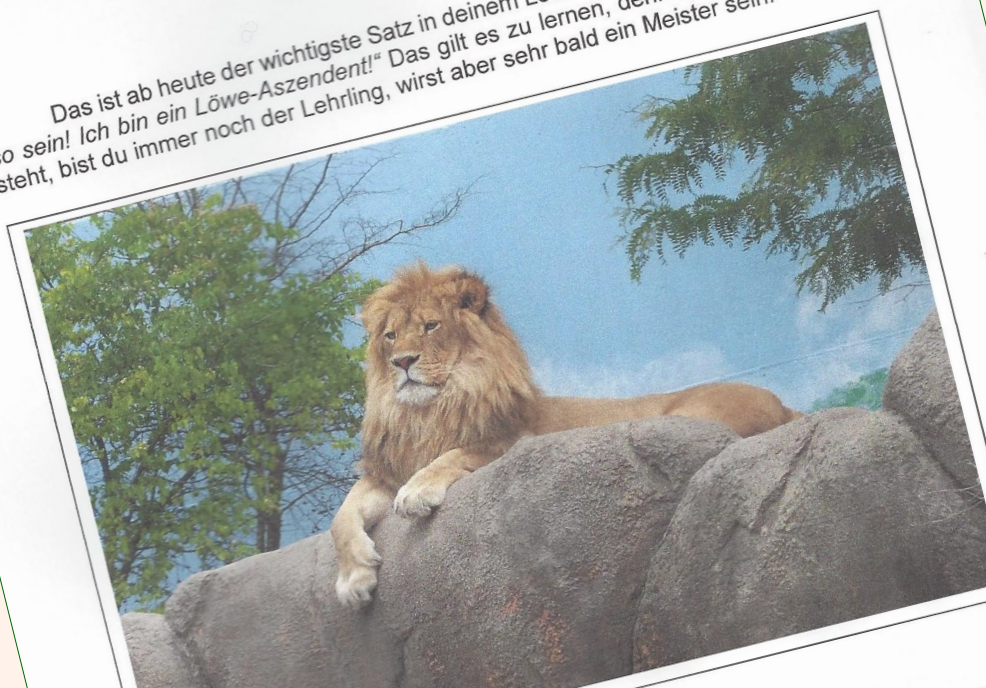 Das ist ab heute der wichtigste Satz in deinem
so sein! Ich bin ein Löwe-Aszendent!“ Das gilt es zu lernen,
steht, bist du immer noch der Lehrling, wirst aber sehr bald ein Meister sein!